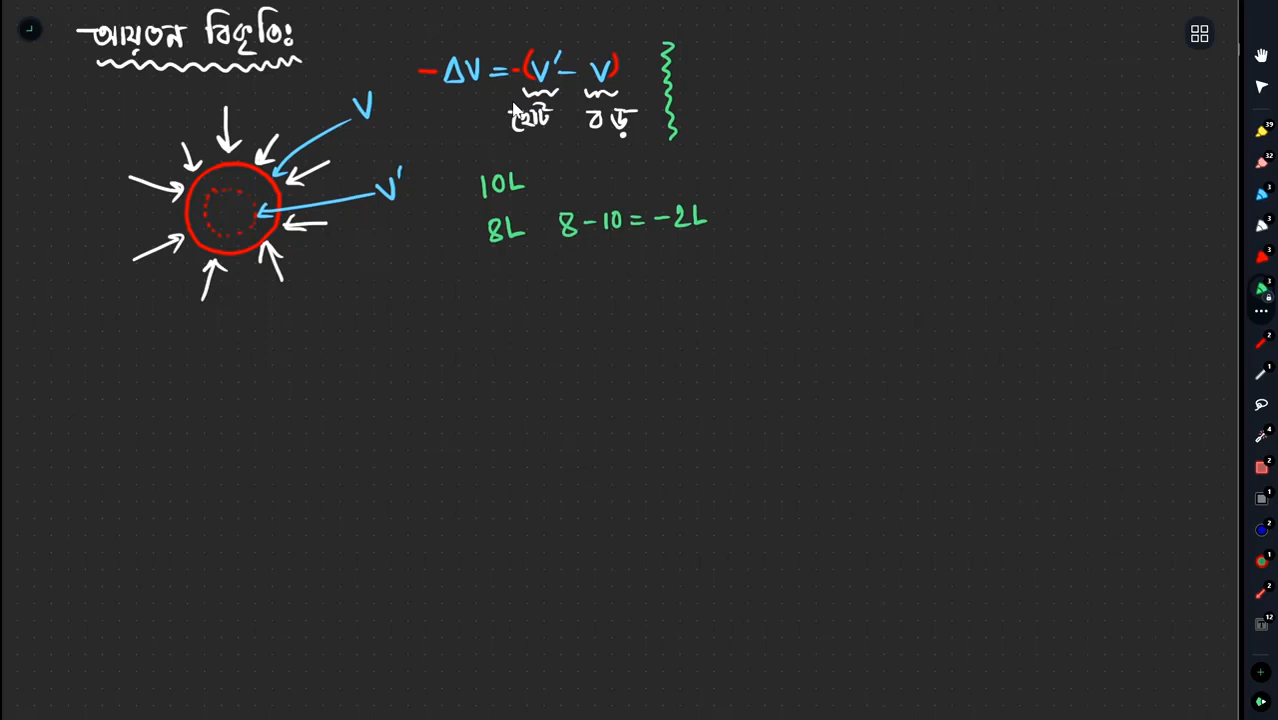 আয়তন বিকৃতি:
-ΔV = -(V' - V)
ছোট বড়
V
V'
10L
8L 8-10 = -2L